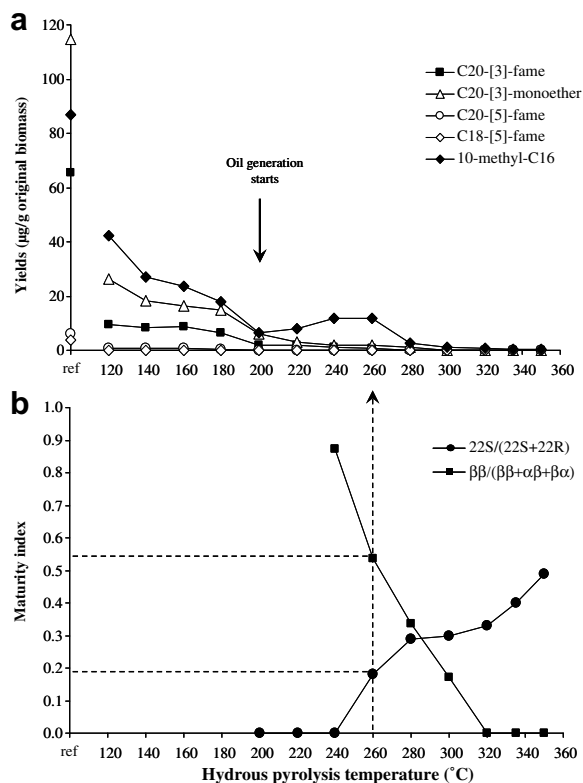 a
120
100
80
60
40
20
0
Yields (µg/g original biomass)
C20-[3]-fame
C20-[3]-monoether
C20-[5]-fame
C18-[5]-fame
10-methyl-C16
Oil generation
starts
ref 120 140 160 180 200 220 240 260 280 300 320 340 360
b
1.0
0.9
0.8
0.7
0.6
0.5
0.4
0.3
0.2
0.1
0.0
Maturity index
22S/(22S+22R)
ββ/(ββ+αβ+βα)
ref 120 140 160 180 200 220 240 260 280 300 320 340 360
Hydrous pyrolysis temperature (˚C)